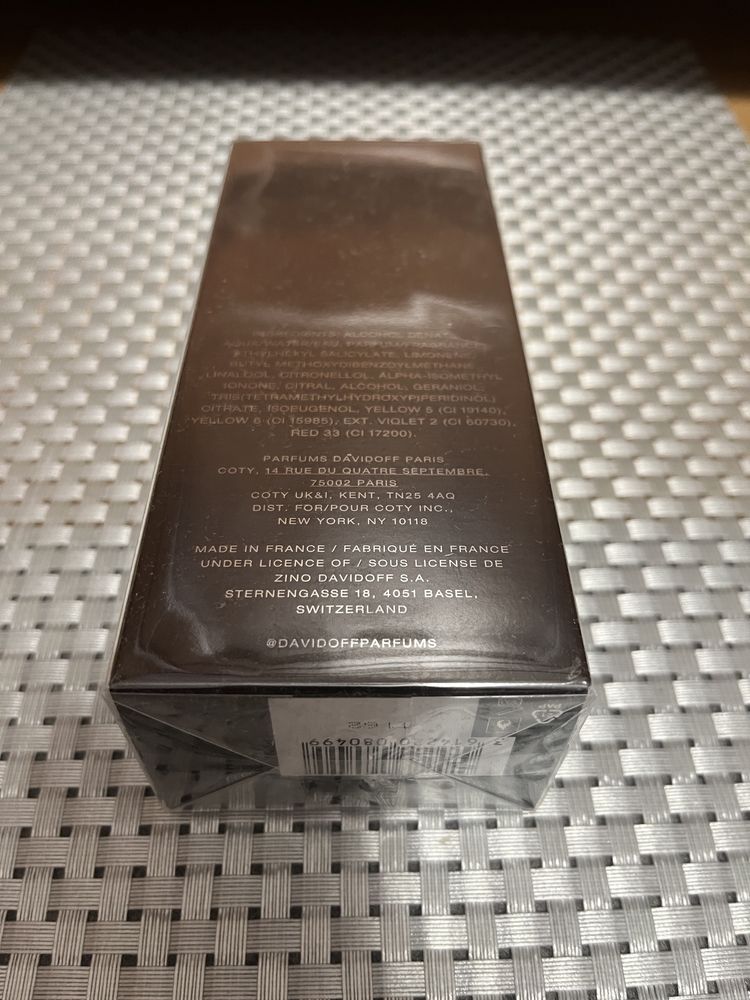 INGREDIENTS: ALCOHOL DENAT.,
AQUA/WATER/EAU, PARFUM/FRAGRANCE,
ETHYLHEXYL SALICYLATE, LIMONENE,
BUTYL METHOXYDIBENZOYLMETHANE,
LINALOOL, CITRONELLOL, ALPHA-ISOMETHYL
IONONE, CITRAL, ALCOHOL, GERANIOL,
TRIS(TETRAMETHYLHYDROXYPIPERIDINOL)
CITRATE, ISOEUGENOL, YELLOW 5 (CI 19140),
YELLOW 6 (CI 15985), EXT. VIOLET 2 (CI 60730),
RED 33 (CI 17200).
PARFUMS DAVIDOFF PARIS
COTY, 14 RUE DU QUATRE SEPTEMBRE,
75002 PARIS
COTY UK&I, KENT, TN25 4AQ
DIST. FOR/POUR COTY INC.,
NEW YORK, NY 10118
MADE IN FRANCE / FABRIQUÉ EN FRANCE
UNDER LICENCE OF / SOUS LICENSE DE
ZINO DAVIDOFF S.A.
STERNENGASSE 18, 4051 BASEL,
SWITZERLAND
@DAVIDOFFPARFUMS
PAP